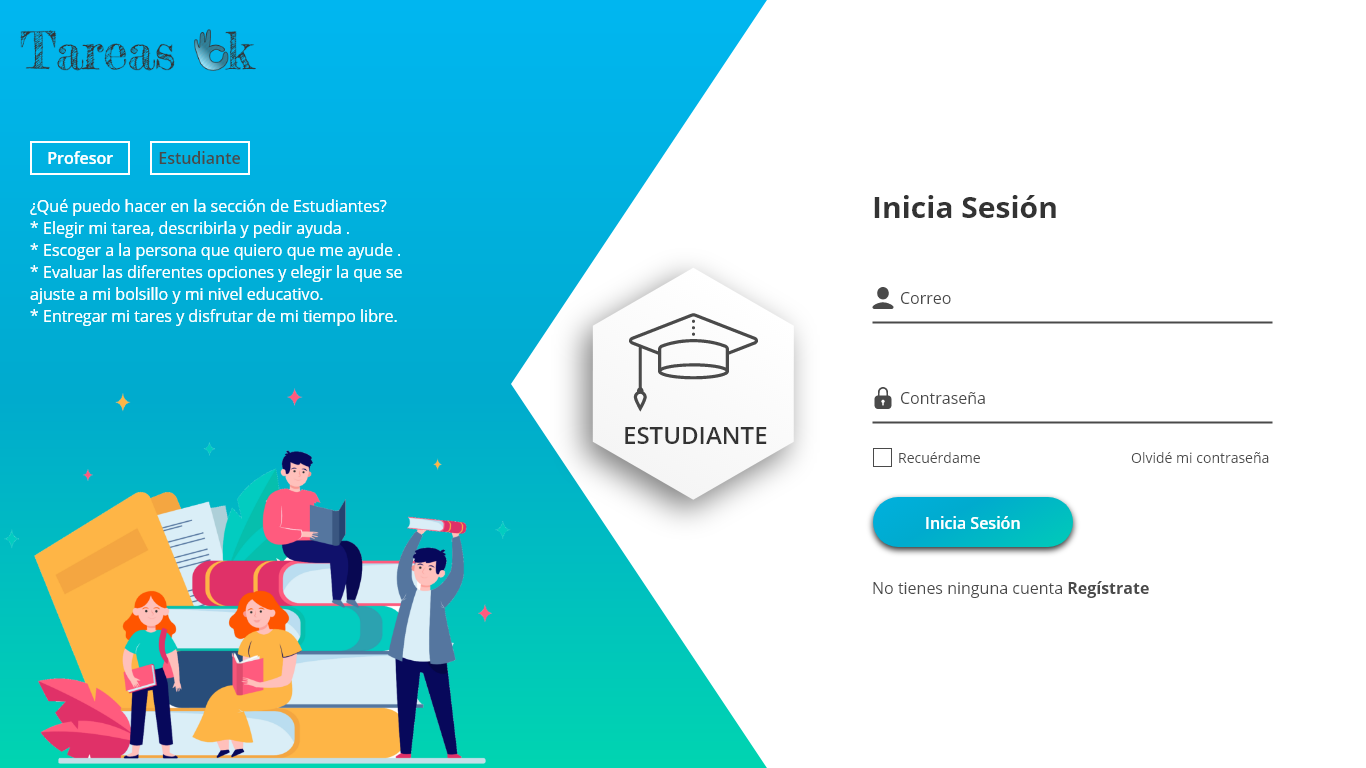 Tareas Ok
Profesor
Estudiante
¿Qué puedo hacer en la sección de Estudiantes?
* Elegir mi tarea, describirla y pedir ayuda .
* Escoger a la persona que quiero que me ayude .
* Evaluar las diferentes opciones y elegir la que se
ajuste a mi bolsillo y mi nivel educativo.
* Entregar mi tares y disfrutar de mi tiempo libre.
ESTUDIANTE
Inicia Sesión
Correo
Contraseña
Recuérdame
Olvidé mi contraseña
Inicia Sesión
No tienes ninguna cuenta Regístrate